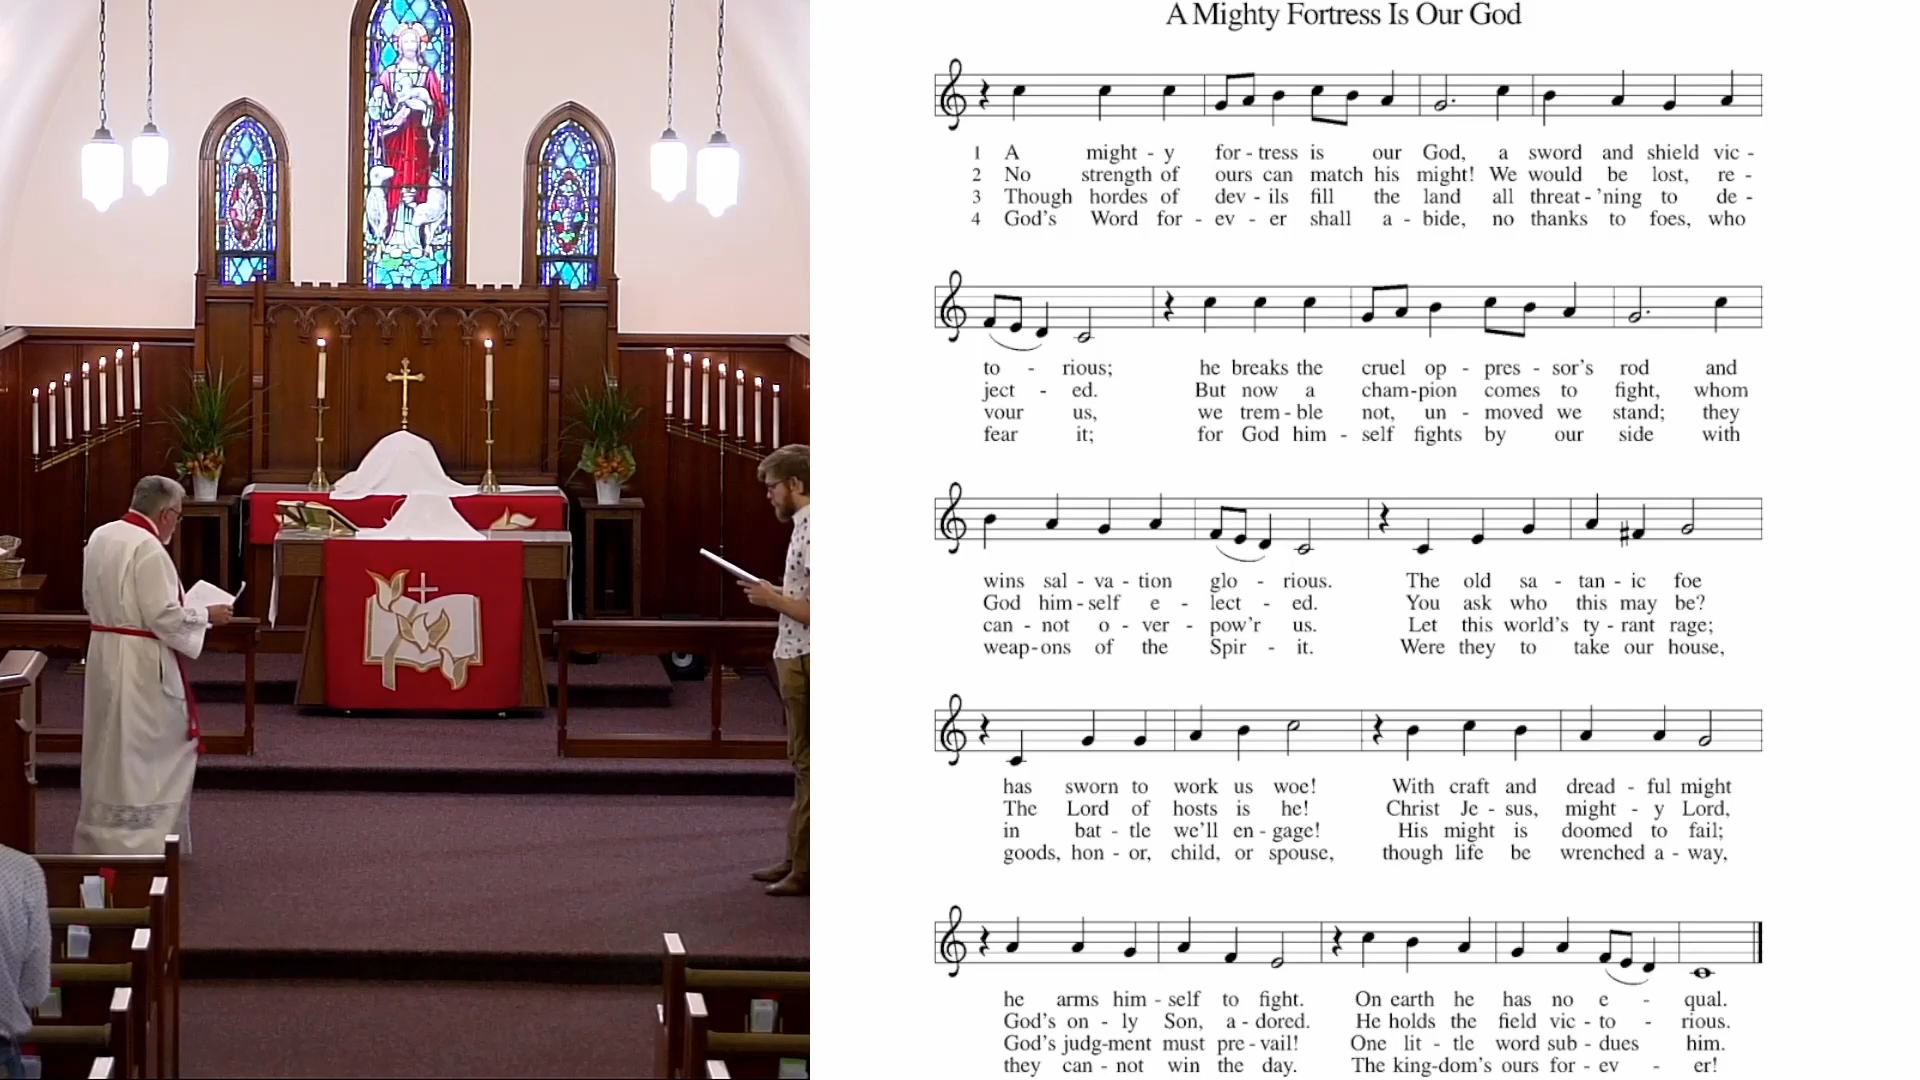 A Mighty Fortress Is Our God
1 A might - y for - tress is our God, a sword and shield vic -
2 No strength of ours can match his might! We would be lost, re -
3 Though hordes of dev - ils fill the land all threat - 'ning to de -
4 God's Word for - ev - er shall a - bide, no thanks to foes, who
to - rious; he breaks the cruel op - pres - sor's rod and
ject - ed. But now a cham - pion comes to fight, whom
vour us, we trem - ble not, un - moved we stand; they
fear it; for God him - self fights by our side with
wins sal - va - tion glo - rious. The old sa - tan - ic foe
God him - self e - lect - ed. You ask who this may be?
can - not o - ver - pow'r us. Let this world's ty - rant rage;
weap - ons of the Spir - it. Were they to take our house,
has sworn to work us woe! With craft and dread - ful might
The Lord of hosts is he! Christ Je - sus, might - y Lord,
in bat - tle we'll en - gage! His might is doomed to fail;
goods, hon - or, child, or spouse, though life be wrenched a - way,
he arms him - self to fight. On earth he has no e - qual.
God's on - ly Son, a - dored. He holds the field vic - to - rious.
God's judg - ment must pre - vail! One lit - tle word sub - dues him.
they can - not win the day. The king - dom's ours for - ev - er!